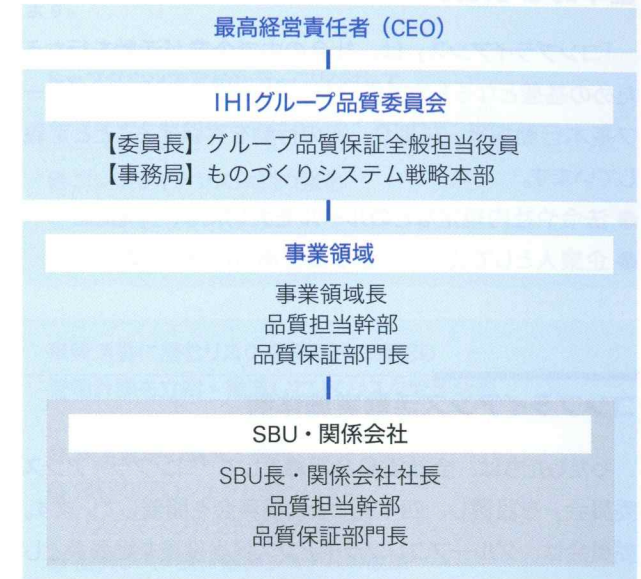 最高経営責任者（CEO）
IHIグループ品質委員会
【委員長】グループ品質保証全般担当役員
【事務局】ものづくりシステム戦略本部
事業領域
事業領域長
品質担当幹部
品質保証部門長
SBU・関係会社
SBU長・関係会社社長
品質担当幹部
品質保証部門長